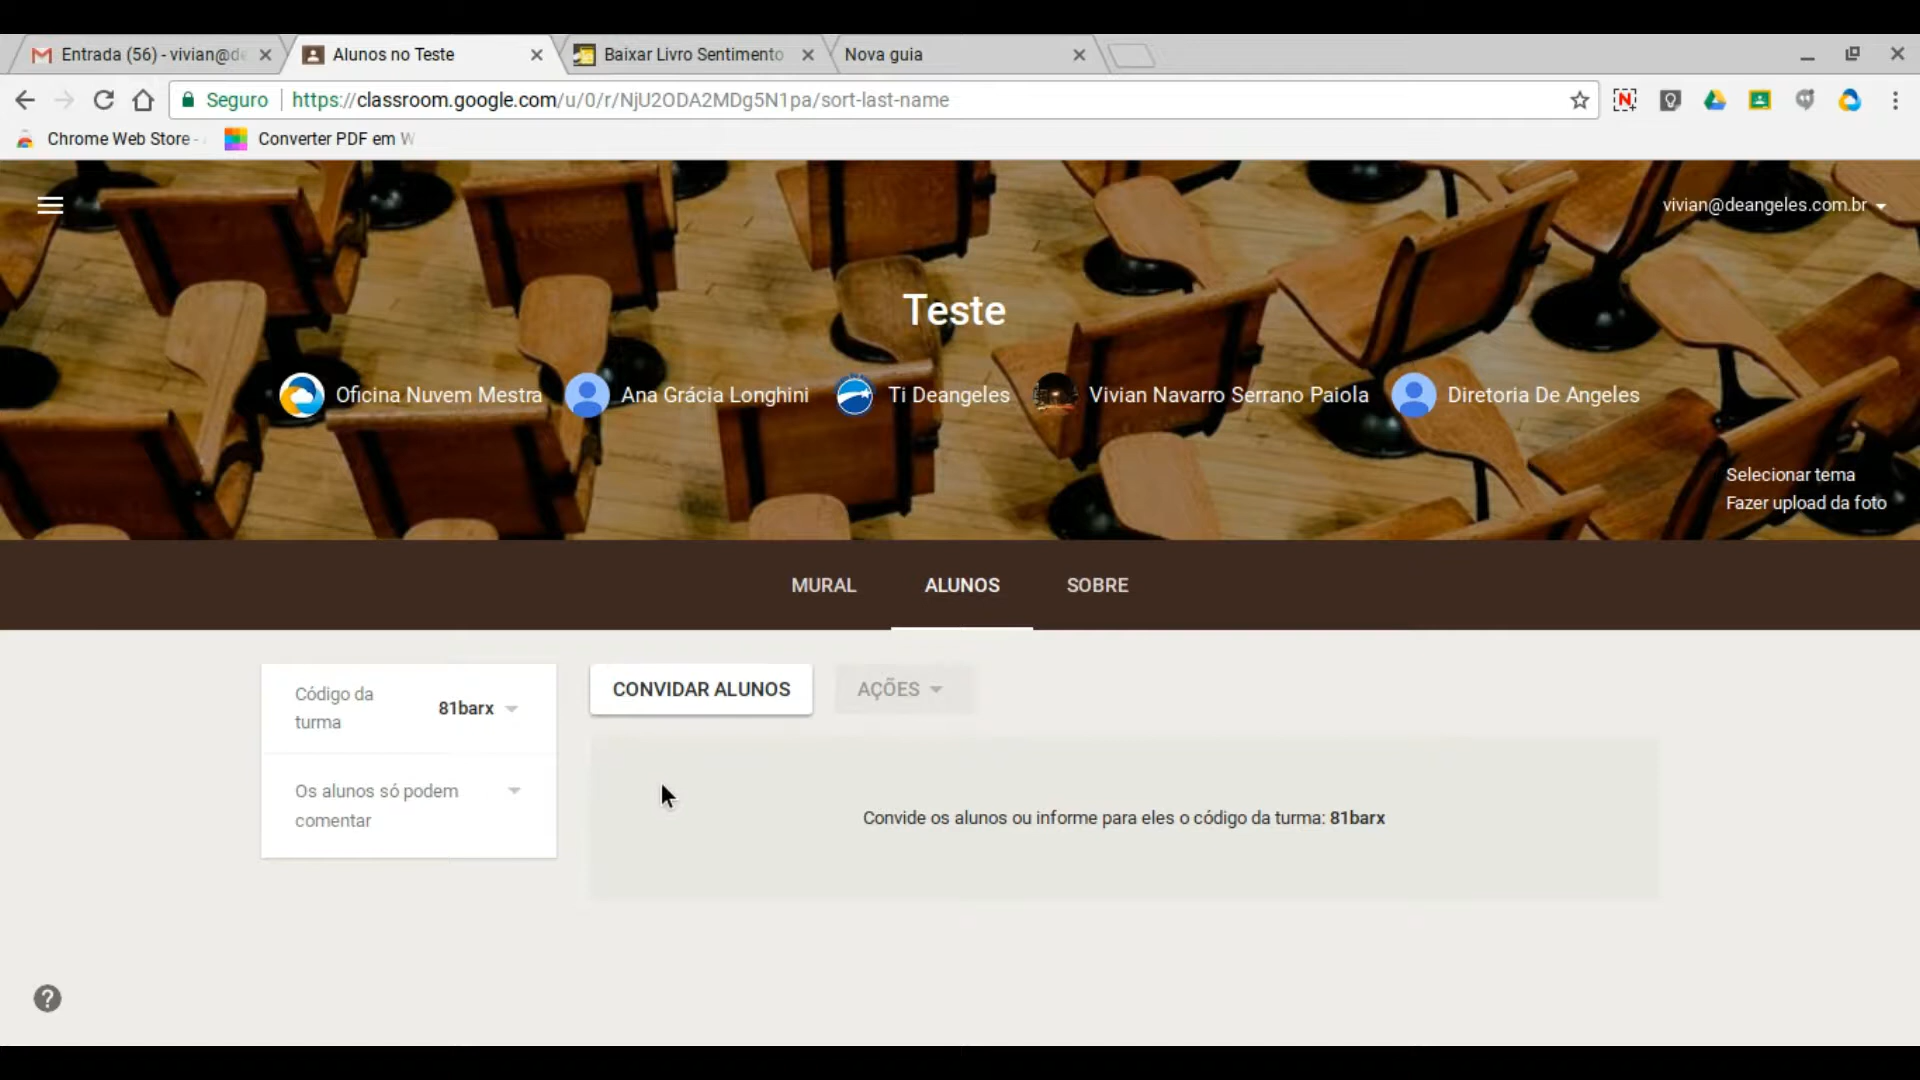 Entrada (56) - vivian@de
Alunos no Teste
Baixar Livro Sentimento
Nova guia
Seguro
https://classroom.google.com/u/0/r/NjU2ODA2MDg5N1pa/sort-last-name
Chrome Web Store -
Converter PDF em W
vivian@deangeles.com.br
Teste
Oficina Nuvem Mestra
Ana Grácia Longhini
Ti Deangeles
Vivian Navarro Serrano Paiola
Diretoria De Angeles
Selecionar tema
Fazer upload da foto
MURAL
ALUNOS
SOBRE
Código da
turma
81barx
CONVIDAR ALUNOS
AÇÕES
Os alunos só podem
comentar
Convide os alunos ou informe para eles o código da turma: 81barx